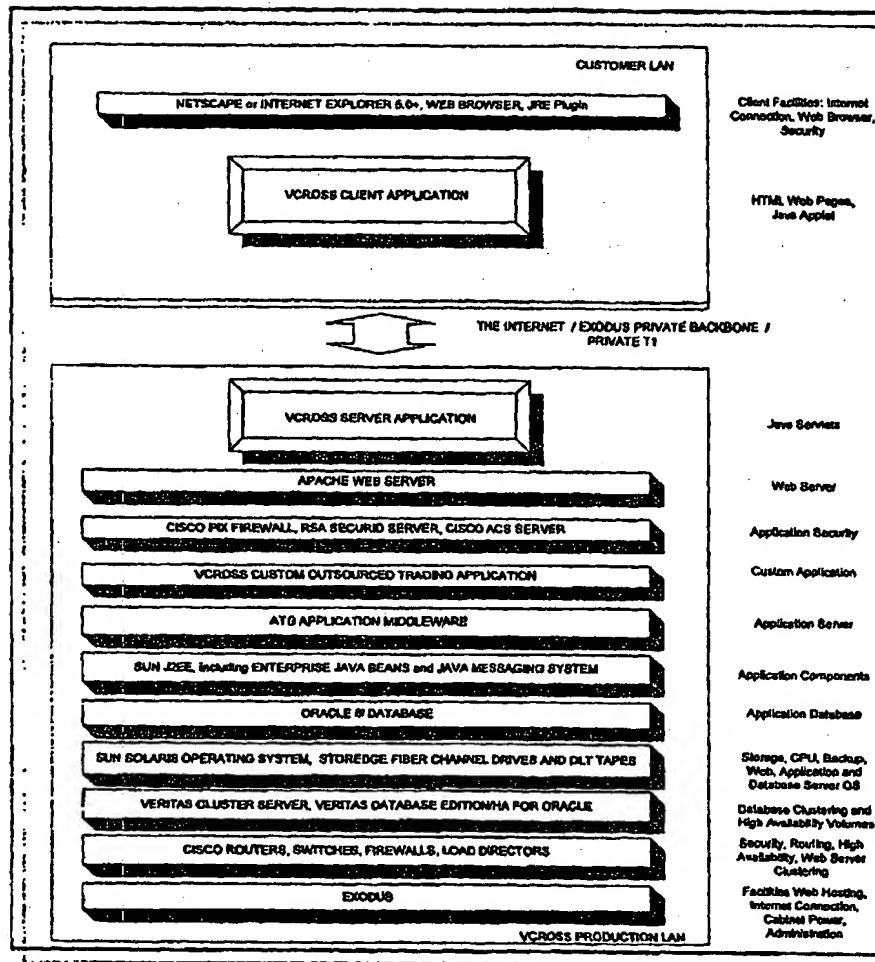 CUSTOMER LAN
NETSCAPE or INTERNET EXPLORER 5.0+, WEB BROWSER, JRE Plugin
Client Facilities: Internet
Connection, Web Browser,
Security
VCROSS CLIENT APPLICATION
HTML Web Pages,
Java Applet
THE INTERNET / EXODUS PRIVATE BACKBONE /
PRIVATE T1
VCROSS SERVER APPLICATION
Java Servlets
APACHE WEB SERVER
Web Server
CISCO PIX FIREWALL, RSA SECURID SERVER, CISCO ACS SERVER
Application Security
VCROSS CUSTOM OUTSOURCED TRADING APPLICATION
Custom Application
ATG APPLICATION MIDDLEWARE
Application Server
SUN J2EE, including ENTERPRISE JAVA BEANS and JAVA MESSAGING SYSTEM
Application Components
ORACLE 8i DATABASE
Application Database
SUN SOLARIS OPERATING SYSTEM, STOREDGE FIBER CHANNEL DRIVES AND DLT TAPES
Storage, CPU, Backup,
Web, Application and
Database Server OS
VERITAS CLUSTER SERVER, VERITAS DATABASE EDITION/HA FOR ORACLE
Database Clustering and
High Availability Volumes
CISCO ROUTERS, SWITCHES, FIREWALLS, LOAD DIRECTORS
Security, Routing, High
Availability, Web Server
Clustering
EXODUS
Facilities Web Hosting,
Internet Connection,
Cabinet Power,
Administration
VCROSS PRODUCTION LAN